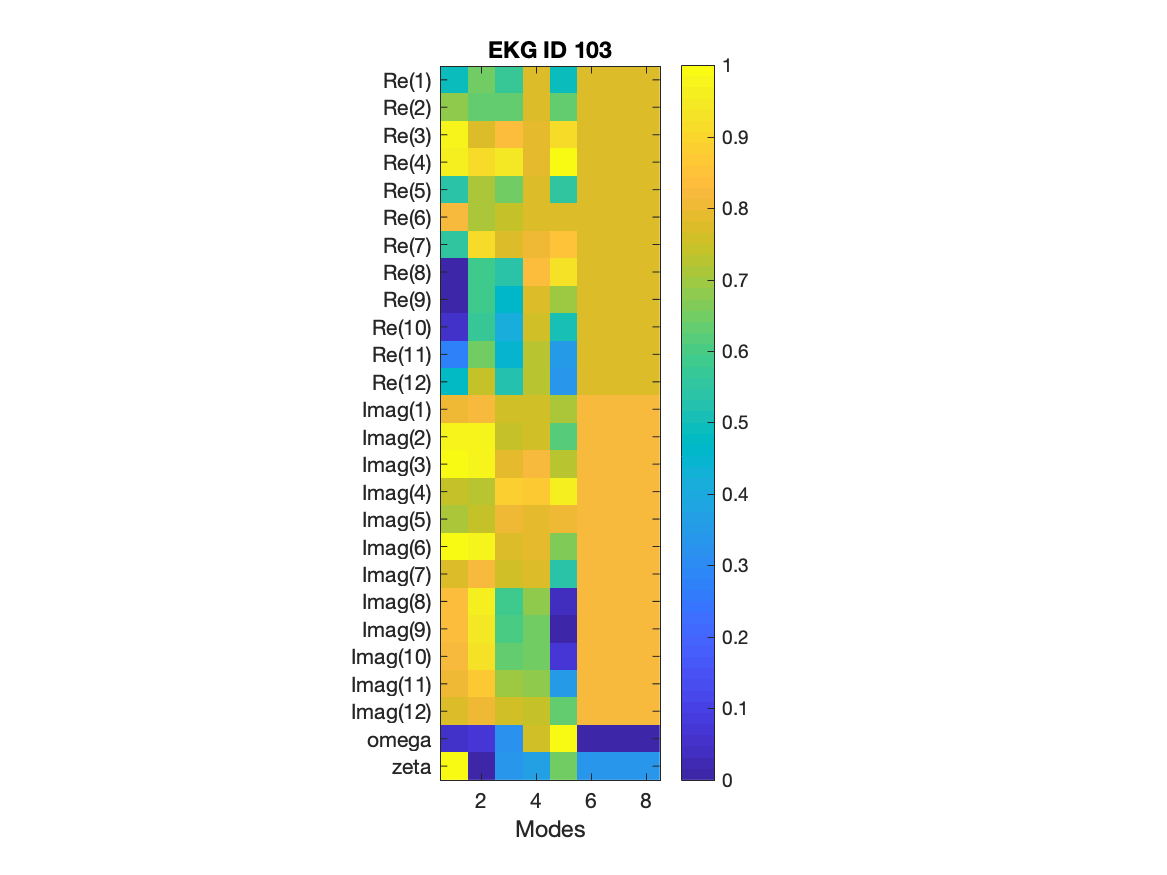 EKG ID 103
Re(1)
Re(2)
Re(3)
Re(4)
Re(5)
Re(6)
Re(7)
Re(8)
Re(9)
Re(10)
Re(11)
Re(12)
Imag(1)
Imag(2)
Imag(3)
Imag(4)
Imag(5)
Imag(6)
Imag(7)
Imag(8)
Imag(9)
Imag(10)
Imag(11)
Imag(12)
omega
zeta
2 4 6 8
Modes
1
0.9
0.8
0.7
0.6
0.5
0.4
0.3
0.2
0.1
0